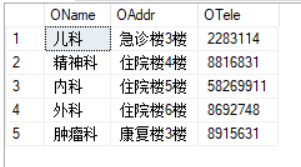 OName OAddr OTele
1 儿科 急诊楼3楼 2283114
2 精神科 住院楼4楼 8816831
3 内科 住院楼5楼 58269911
4 外科 住院楼6楼 8692748
5 肿瘤科 康复楼3楼 8915631